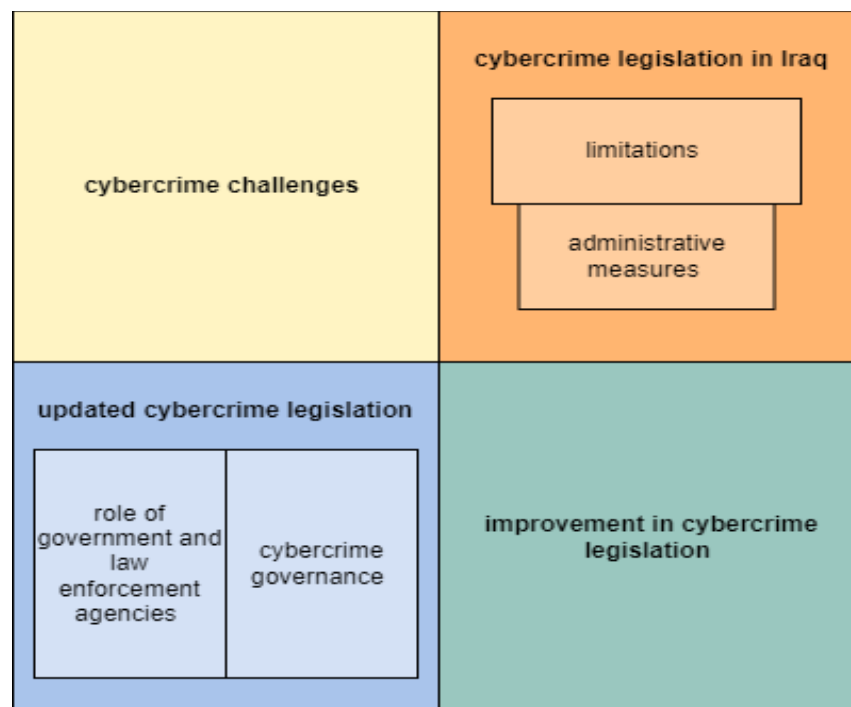 cybercrime challenges
cybercrime legislation in Iraq
limitations
administrative
measures
updated cybercrime legislation
role of
government and
law
enforcement
agencies
cybercrime
governance
improvement in cybercrime
legislation